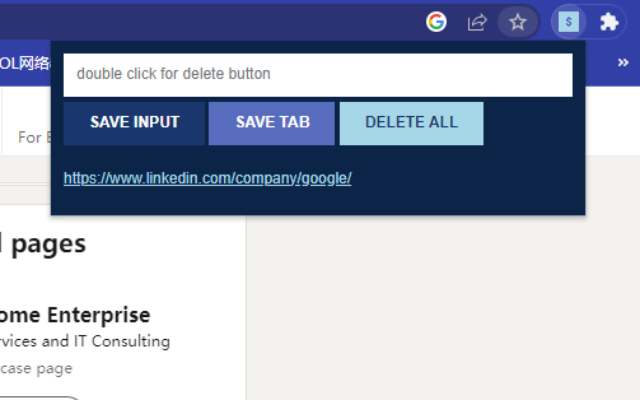 $
OL网络
»
double click for delete button
SAVE INPUT SAVE TAB DELETE ALL
For
https://www.linkedin.com/company/google/
pages
ome Enterprise
rvices and IT Consulting
case page